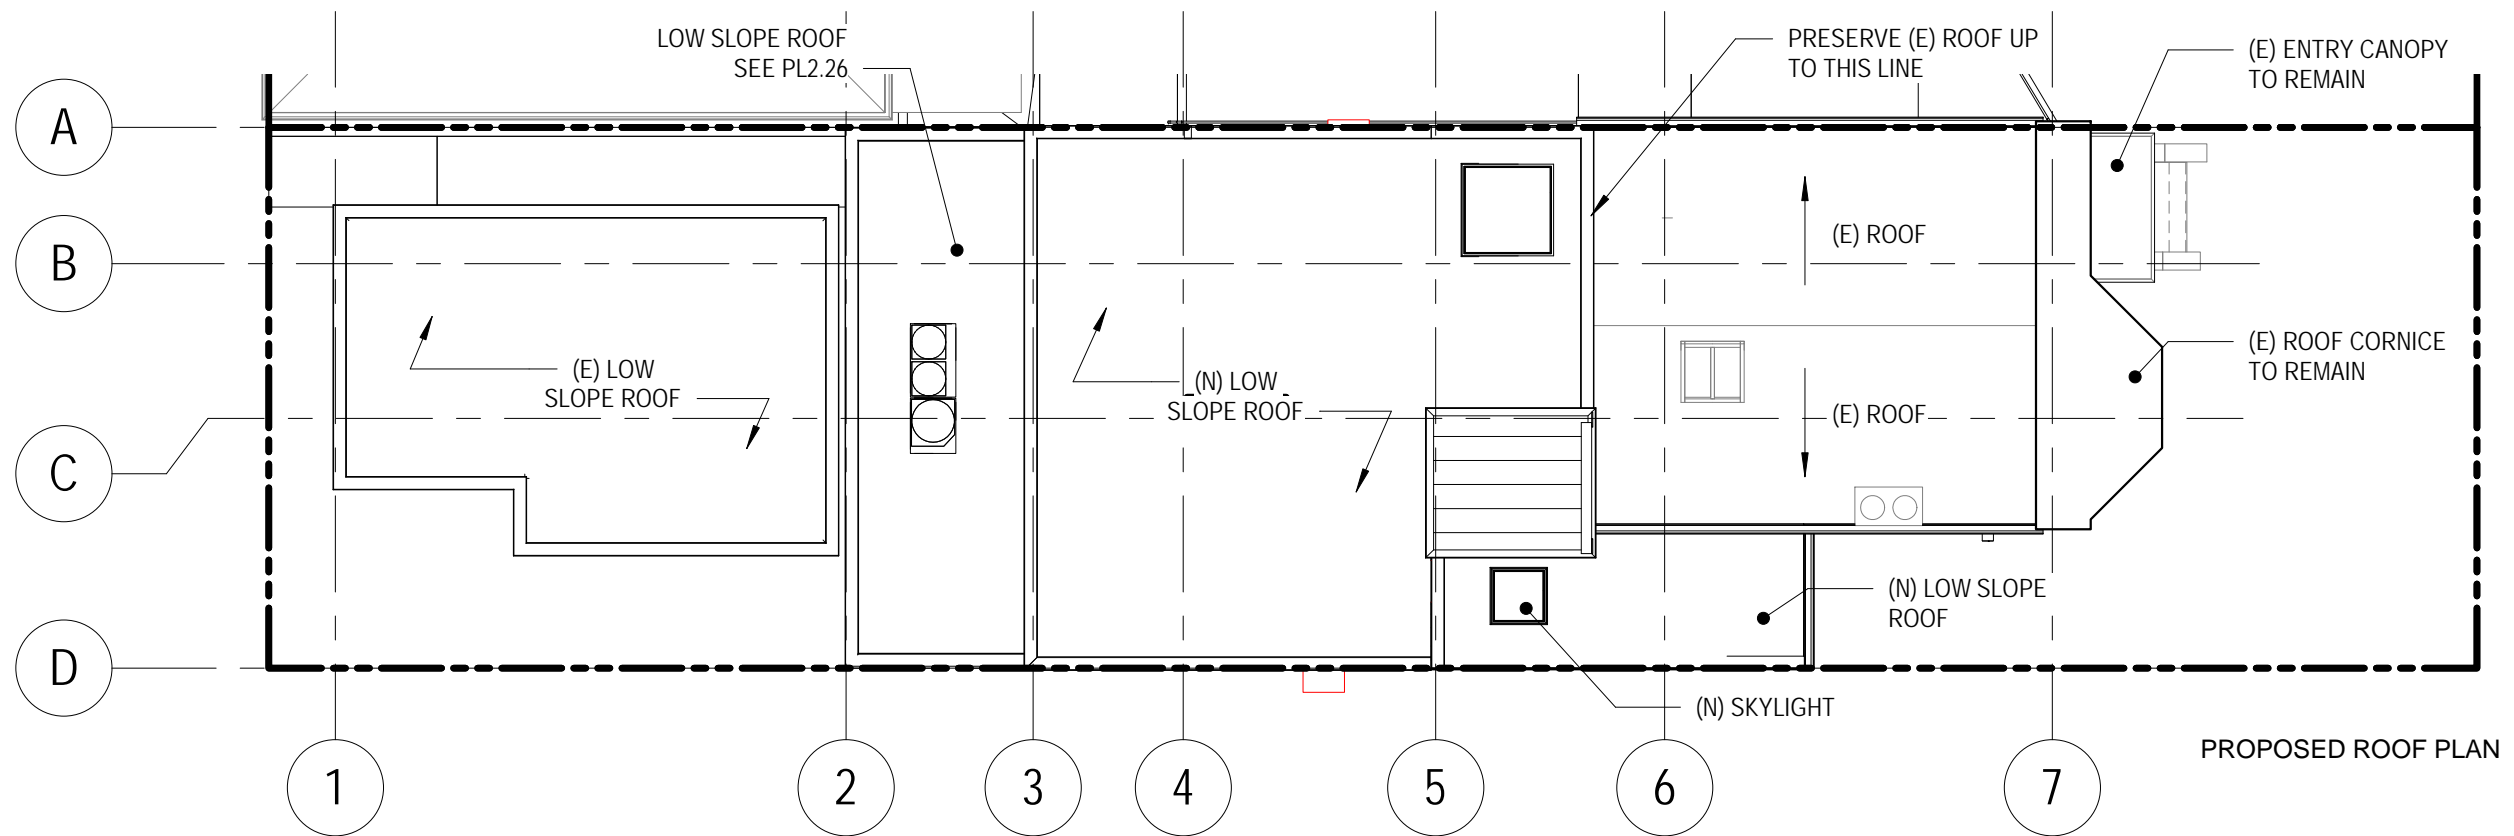 LOW SLOPE ROOF
SEE PL2.26
PRESERVE (E) ROOF UP
TO THIS LINE
(E) ENTRY CANOPY
TO REMAIN
A
B
(E) ROOF
(E) LOW
SLOPE ROOF
(N) LOW
SLOPE ROOF
(E) ROOF CORNICE
TO REMAIN
(E) ROOF
C
(N) LOW SLOPE
ROOF
D
(N) SKYLIGHT
PROPOSED ROOF PLAN
1
2
3
4
5
6
7